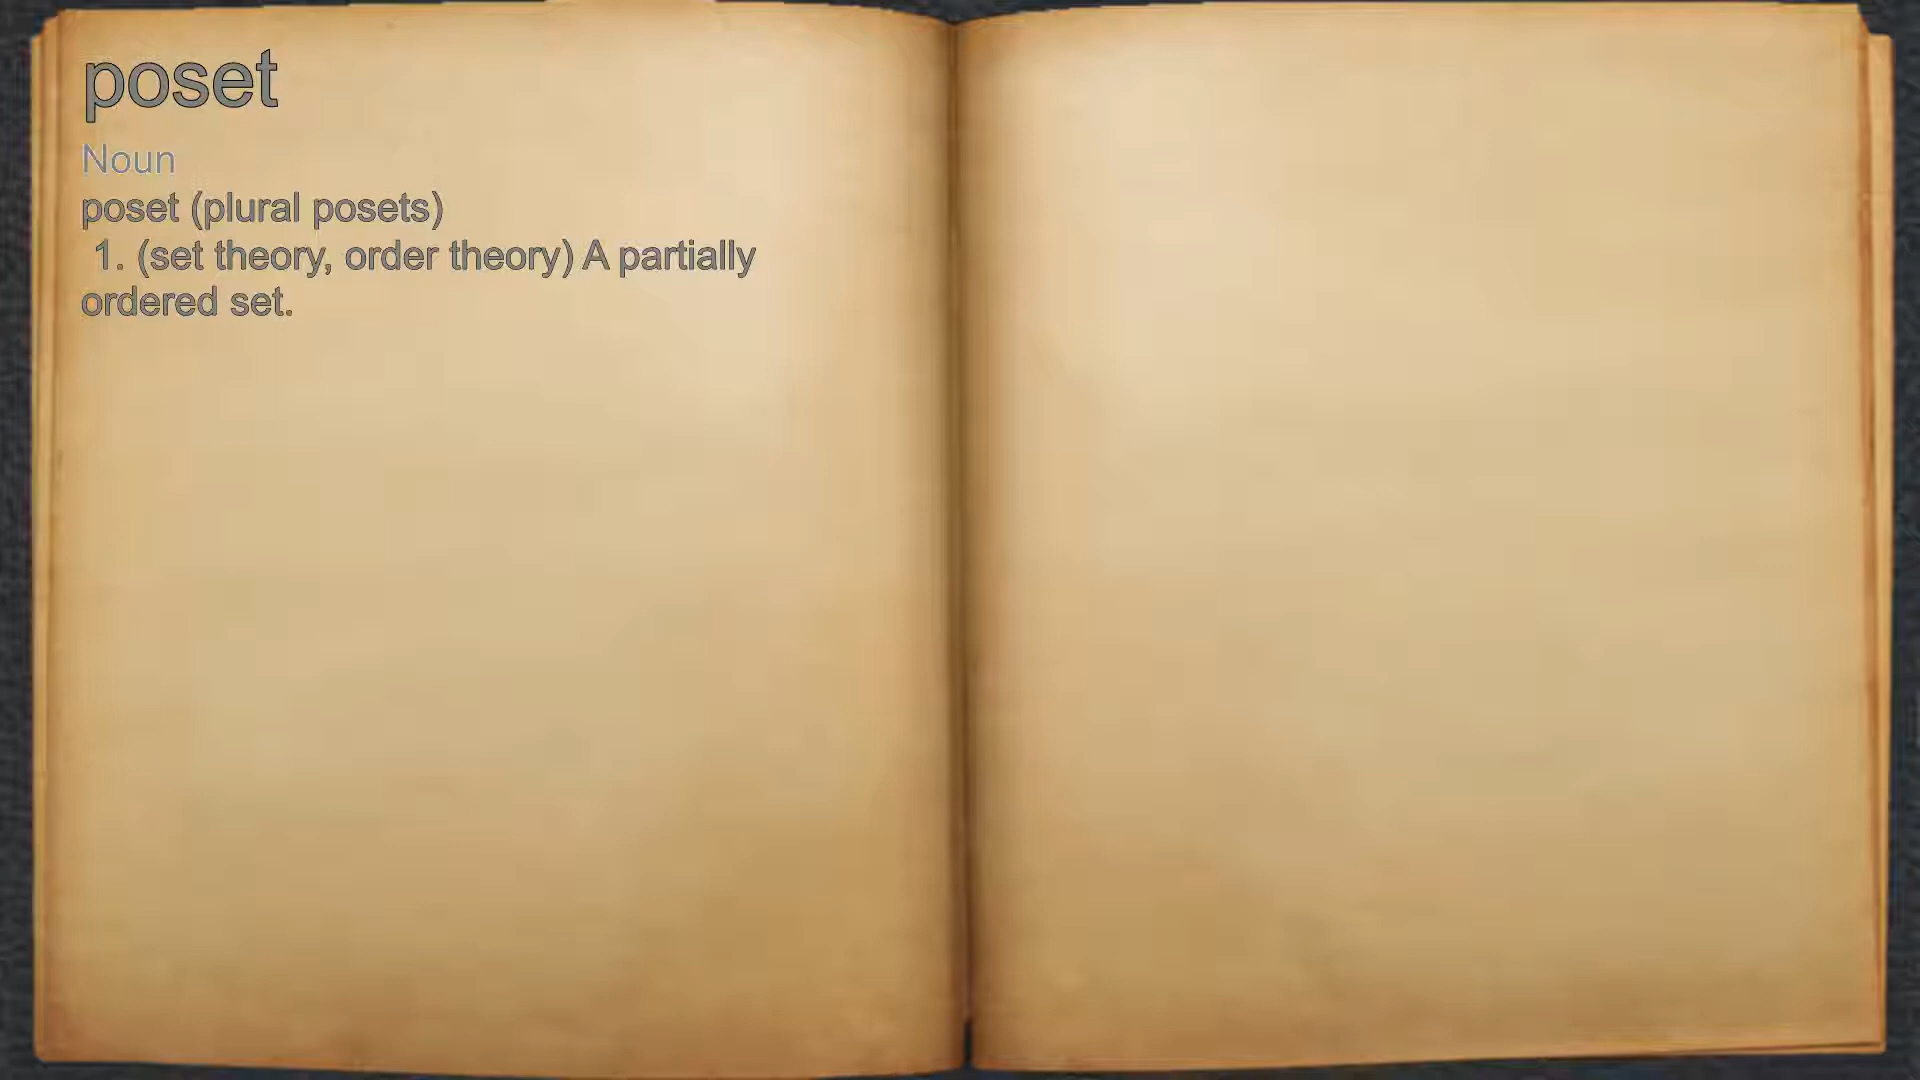 poset
Noun
poset (plural posets)
1. (set theory, order theory) A partially
ordered set.